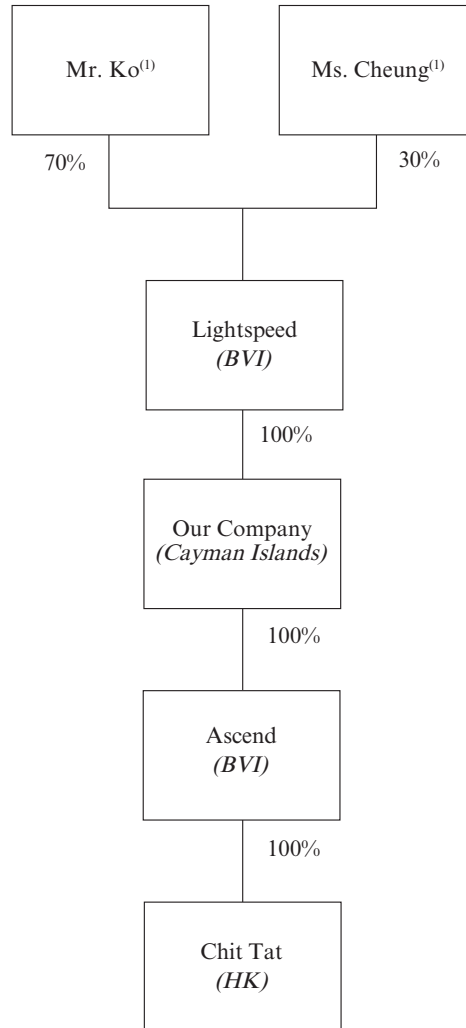 Mr. Ko(1)
Ms. Cheung(1)
70%
30%
Lightspeed
(BVI)
100%
Our Company
(Cayman Islands)
100%
Ascend
(BVI)
100%
Chit Tat
(HK)